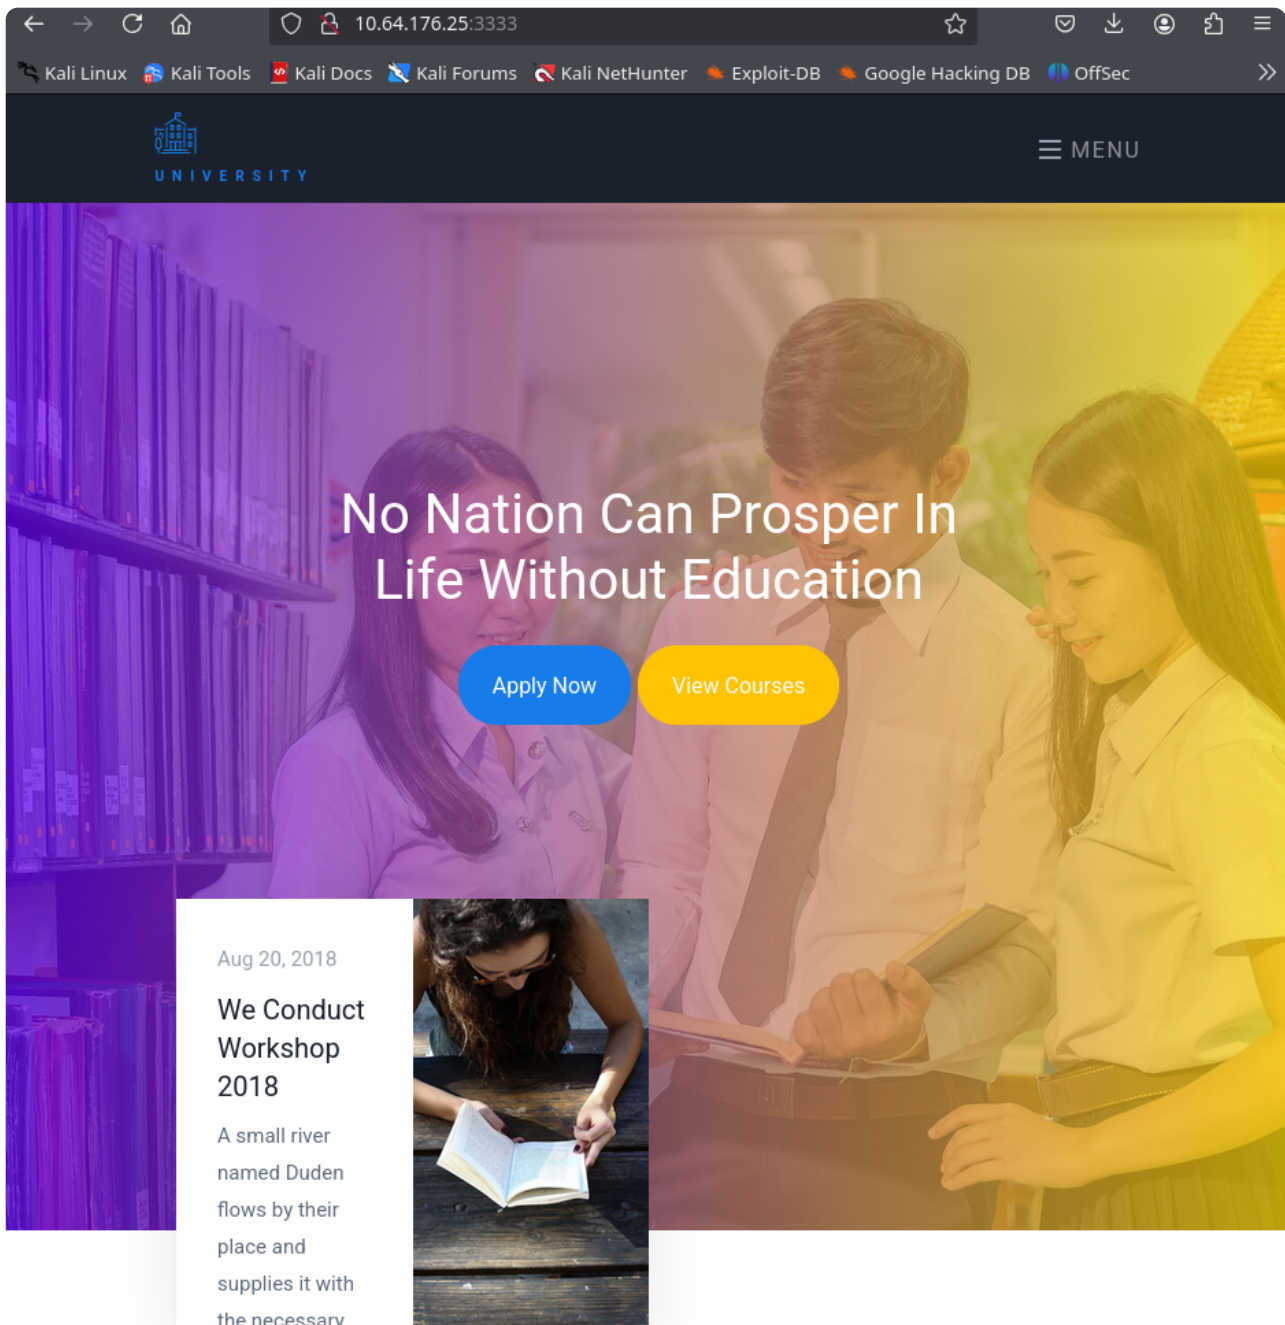 10.64.176.25:3333
Kali Linux Kali Tools Kali Docs Kali Forums Kali NetHunter Exploit-DB Google Hacking DB OffSec
UNIVERSITY
MENU
No Nation Can Prosper In
Life Without Education
Apply Now View Courses
Aug 20, 2018
We Conduct
Workshop
2018
A small river
named Duden
flows by their
place and
supplies it with
the necessary